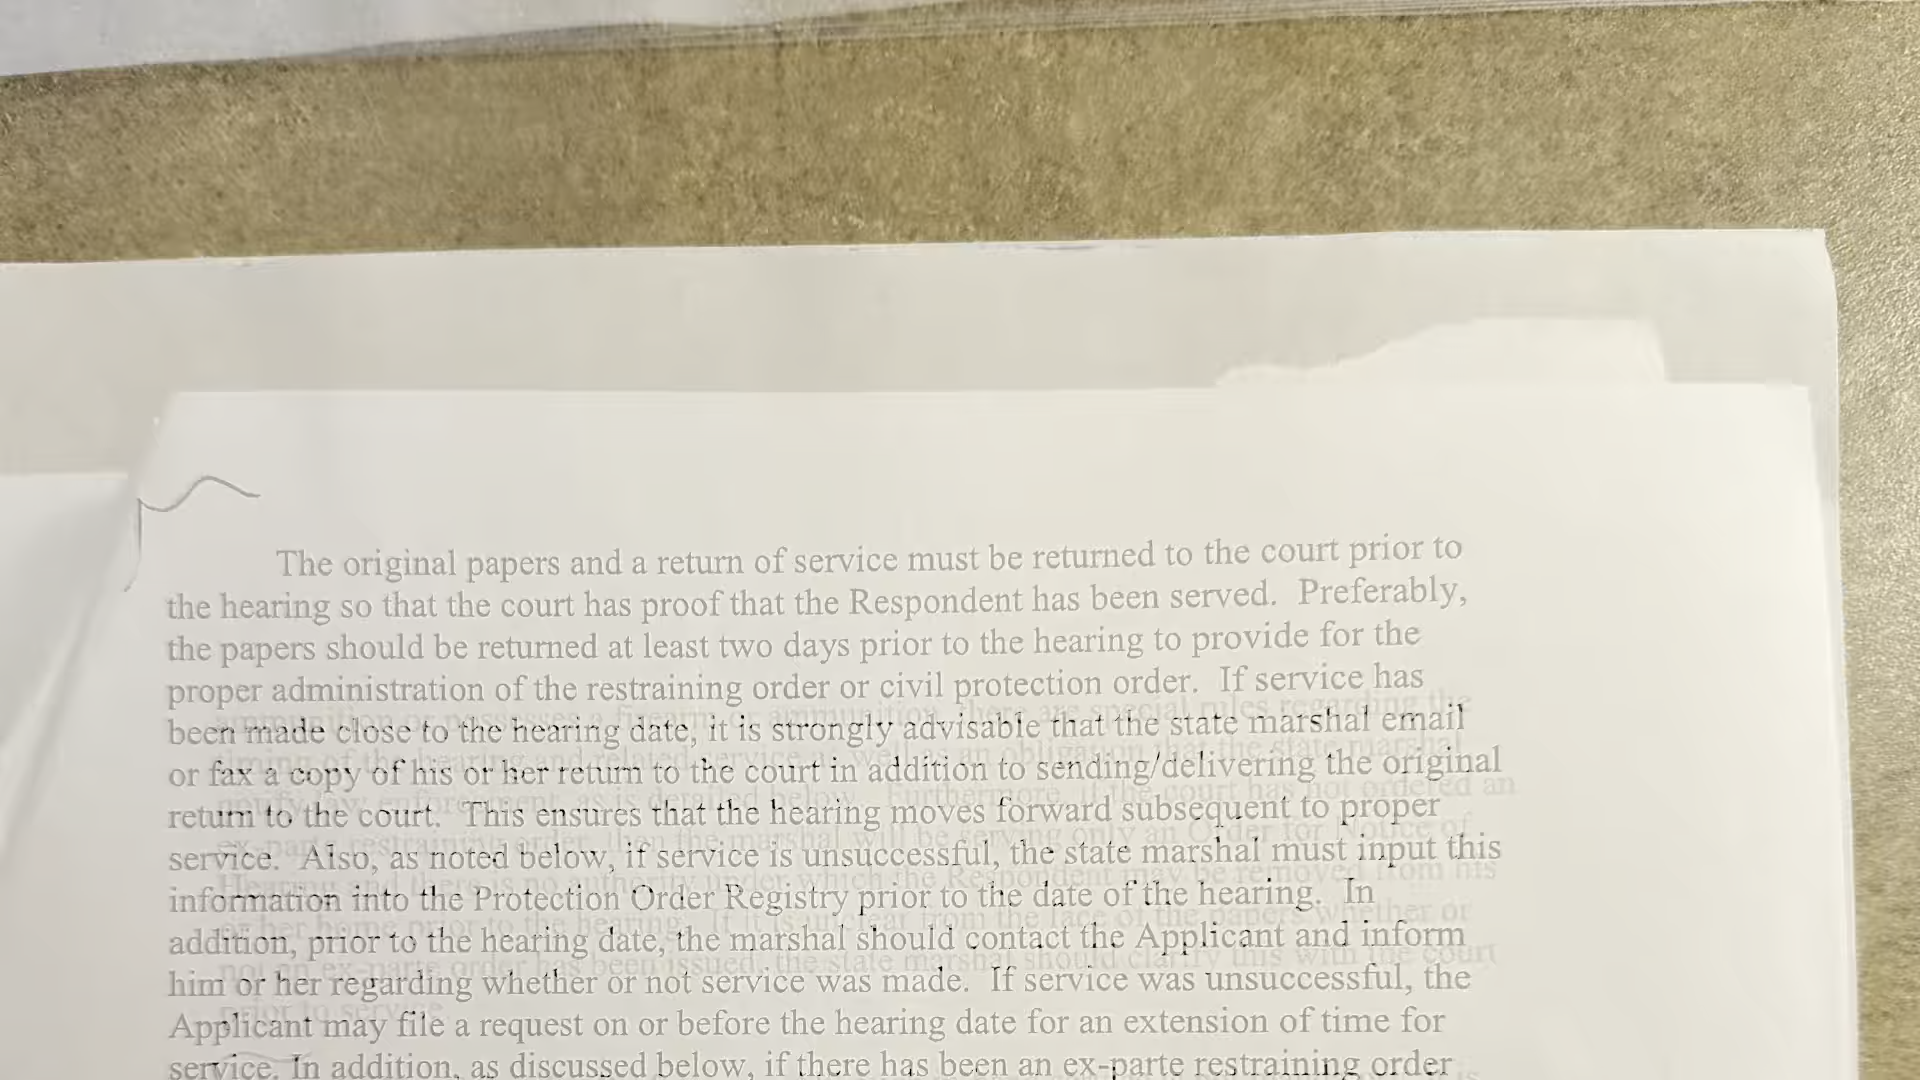 The original papers and a return of service must be returned to the court prior to
the hearing so that the court has proof that the Respondent has been served. Preferably,
the papers should be returned at least two days prior to the hearing to provide for the
proper administration of the restraining order or civil protection order. If service has
been made close to the hearing date, it is strongly advisable that the state marshal email
or fax a copy of his or her return to the court in addition to sending/delivering the original
return to the court. This ensures that the hearing moves forward subsequent to proper
service. Also, as noted below, if service is unsuccessful, the state marshal must input this
information into the Protection Order Registry prior to the date of the hearing. In
addition, prior to the hearing date, the marshal should contact the Applicant and inform
him or her regarding whether or not service was made. If service was unsuccessful, the
Applicant may file a request on or before the hearing date for an extension of time for
service. In addition, as discussed below, if there has been an ex-parte restraining order